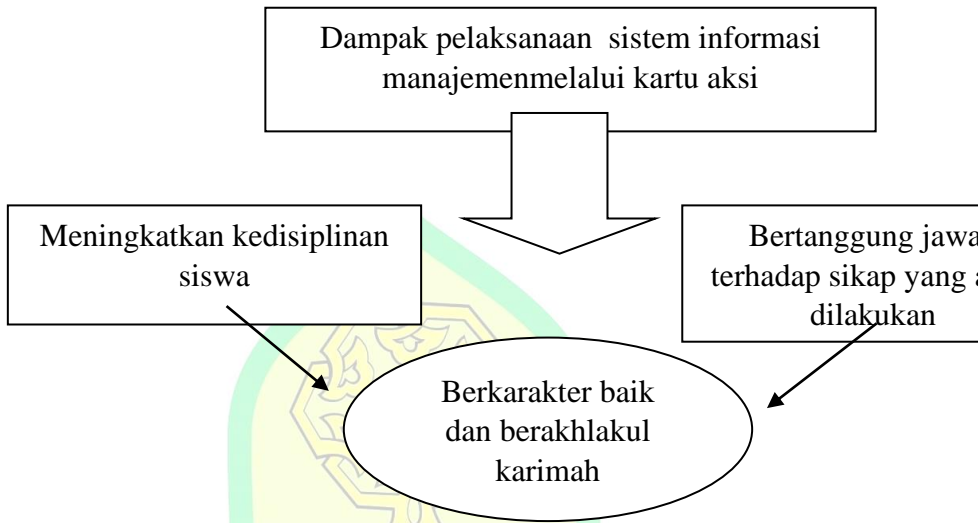 Dampak pelaksanaan sistem informasi
manajemenmelalui kartu aksi
Meningkatkan kedisiplinan
siswa
Bertanggung
terhadap sikap yang
dilakukan
Berkarakter baik
dan berakhlakul
karimah